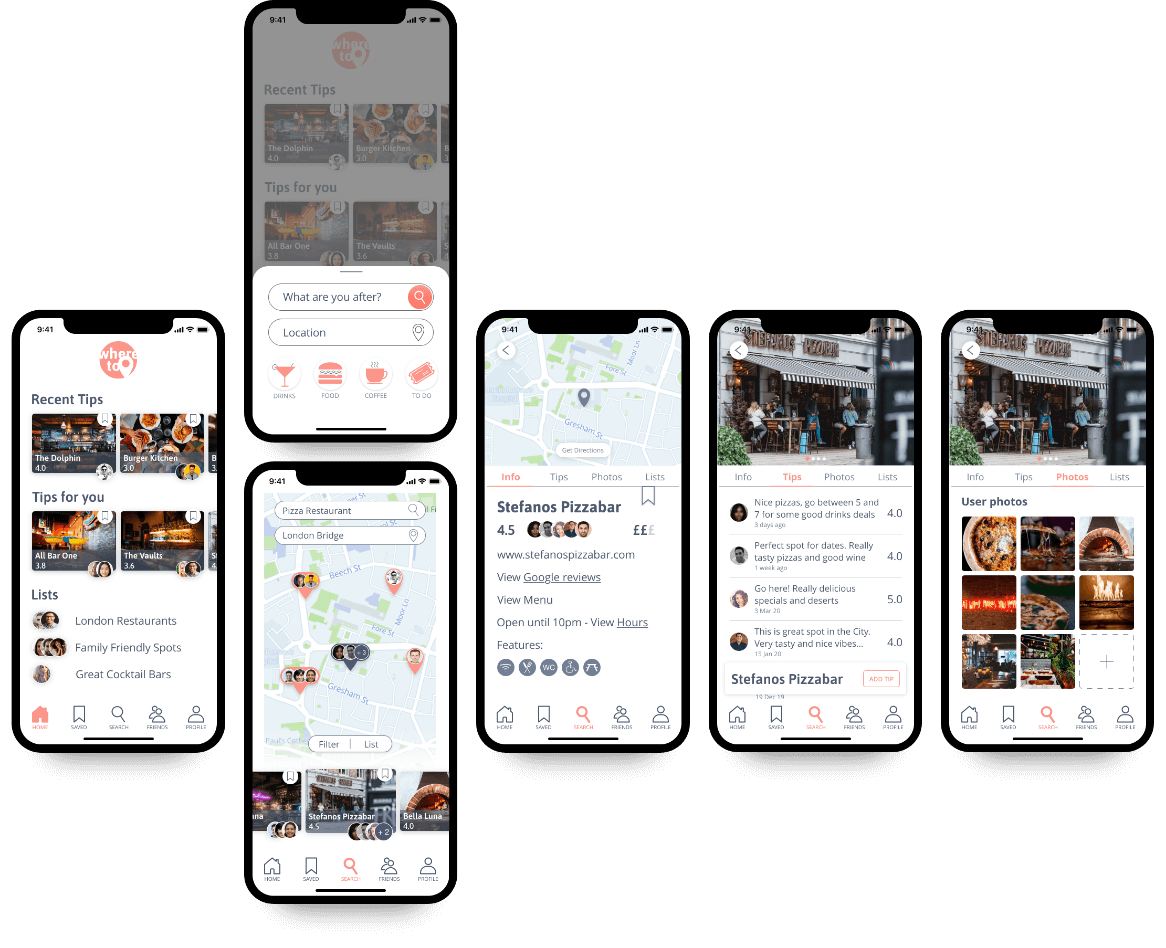 9:41
where
to
Recent Tips
The Dolphin
4.0
Burger Kitchen
3.0
B
3
Tips for you
All Bar One
3.8
The Vaults
3.6
S
4
Lists
London Restaurants
Family Friendly Spots
Great Cocktail Bars
HOME
SAVED
SEARCH
FRIENDS
PROFILE
9:41
where
to
Recent Tips
The Dolphin
4.0
Burger Kitchen
3.0
B
Tips for you
All Bar One
3.8
The Vaults
3.6
What are you after?
Location
DRINKS
FOOD
COFFEE
TO DO
9:41
Pizza Restaurant
London Bridge
Beech St
Moor Ln
Fore St
+ 3
Gresham St
Paul's Cathe
Filter | List
Stefanos Pizzabar
4.5
+ 2
Bella Luna
4.0
HOME
SAVED
SEARCH
FRIENDS
PROFILE
9:41
Moor Ln
Fore St
Gresham St
Get Directions
Info
Tips
Photos
Lists
Stefanos Pizzabar
4.5
£££
www.stefanospizzabar.com
View Google reviews
View Menu
Open until 10pm - View Hours
Features:
WC
HOME
SAVED
SEARCH
FRIENDS
PROFILE
9:41
Info
Tips
Photos
Lists
Nice pizzas, go between 5 and
7 for some good drinks deals
3 days ago
4.0
Perfect spot for dates. Really
tasty pizzas and good wine
1 week ago
4.0
Go here! Really delicious
specials and deserts
3 Mar 20
5.0
This is great spot in the City.
Very tasty and nice vibes...
15 Jan 20
4.0
Stefanos Pizzabar
ADD TIP
19 Dec 19
HOME
SAVED
SEARCH
FRIENDS
PROFILE
9:41
Info
Tips
Photos
Lists
User photos
HOME
SAVED
SEARCH
FRIENDS
PROFILE